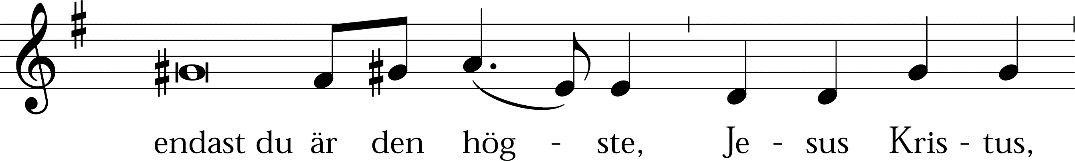 endast du är den hög - ste, Je - sus Kris - tus,